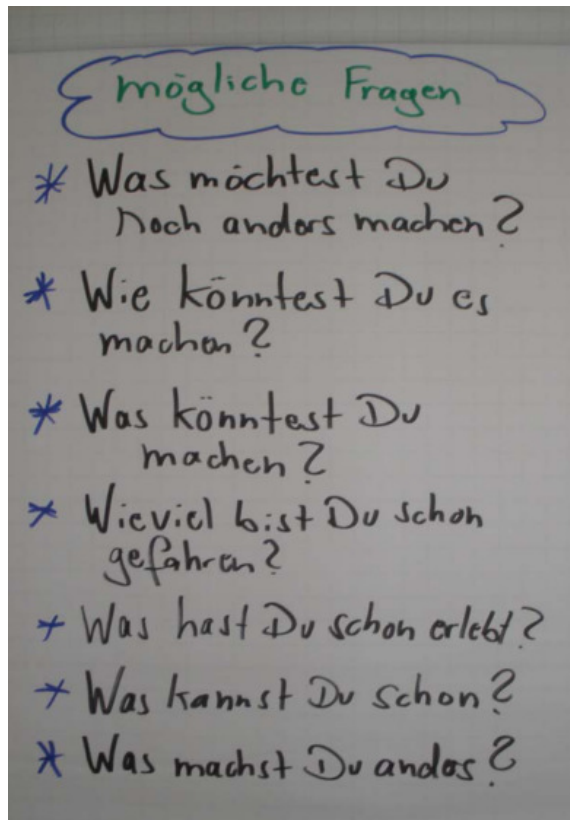 mögliche Fragen
* Was möchtest Du
noch anders machen?
* Wie könntest Du es
machen?
* Was könntest Du
machen?
* Wieviel bist Du schon
gefahren?
* Was hast Du schon erlebt?
* Was kannst Du schon?
* Was machst Du anders?